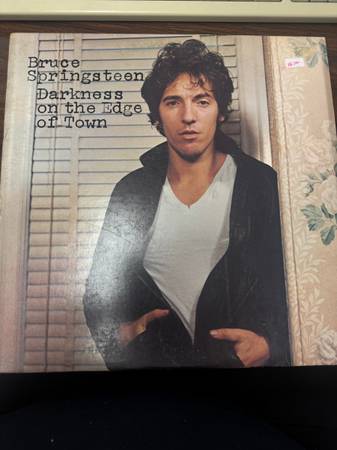 Bruce
Springsteen
Darkness
on the Edge
of Town